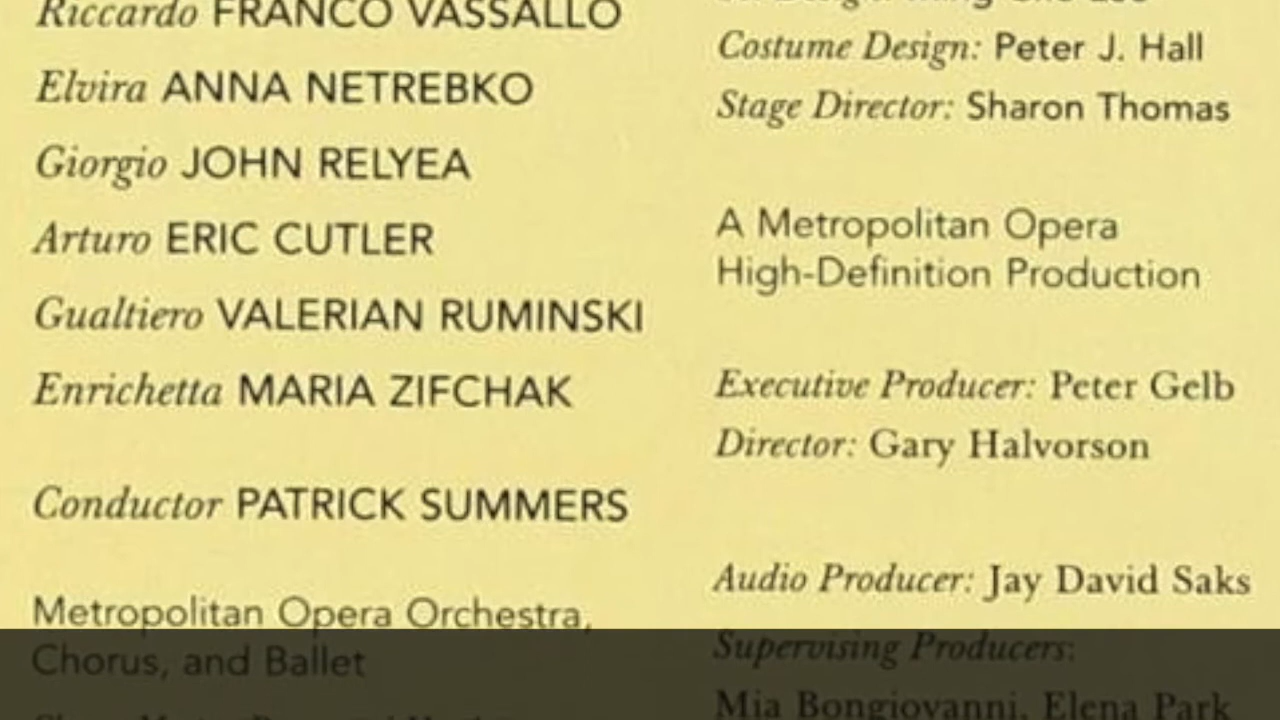 Riccardo FRANCO VASSALLO
Elvira ANNA NETREBKO
Giorgio JOHN RELYEA
Arturo ERIC CUTLER
Gualtiero VALERIAN RUMINSKI
Enrichetta MARIA ZIFCHAK
Conductor PATRICK SUMMERS
Metropolitan Opera Orchestra,
Chorus, and Ballet
Costume Design: Peter J. Hall
Stage Director: Sharon Thomas
A Metropolitan Opera
High-Definition Production
Executive Producer: Peter Gelb
Director: Gary Halvorson
Audio Producer: Jay David Saks
Supervising Producers:
Mia Bongiovanni, Elena Park